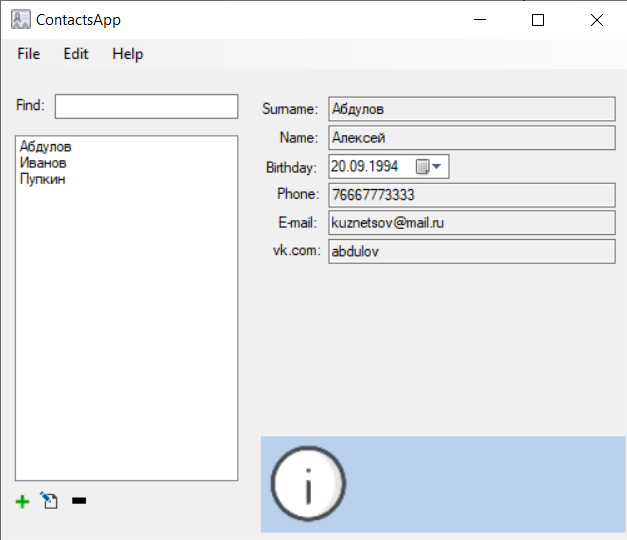 ContactsApp
File Edit Help
Find:
Абдулов
Иванов
Пупкин
Surname: Абдулов
Name: Алексей
Birthday: 20.09.1994
Phone: 76667773333
E-mail: kuznetsov@mail.ru
vk.com: abdulov
i